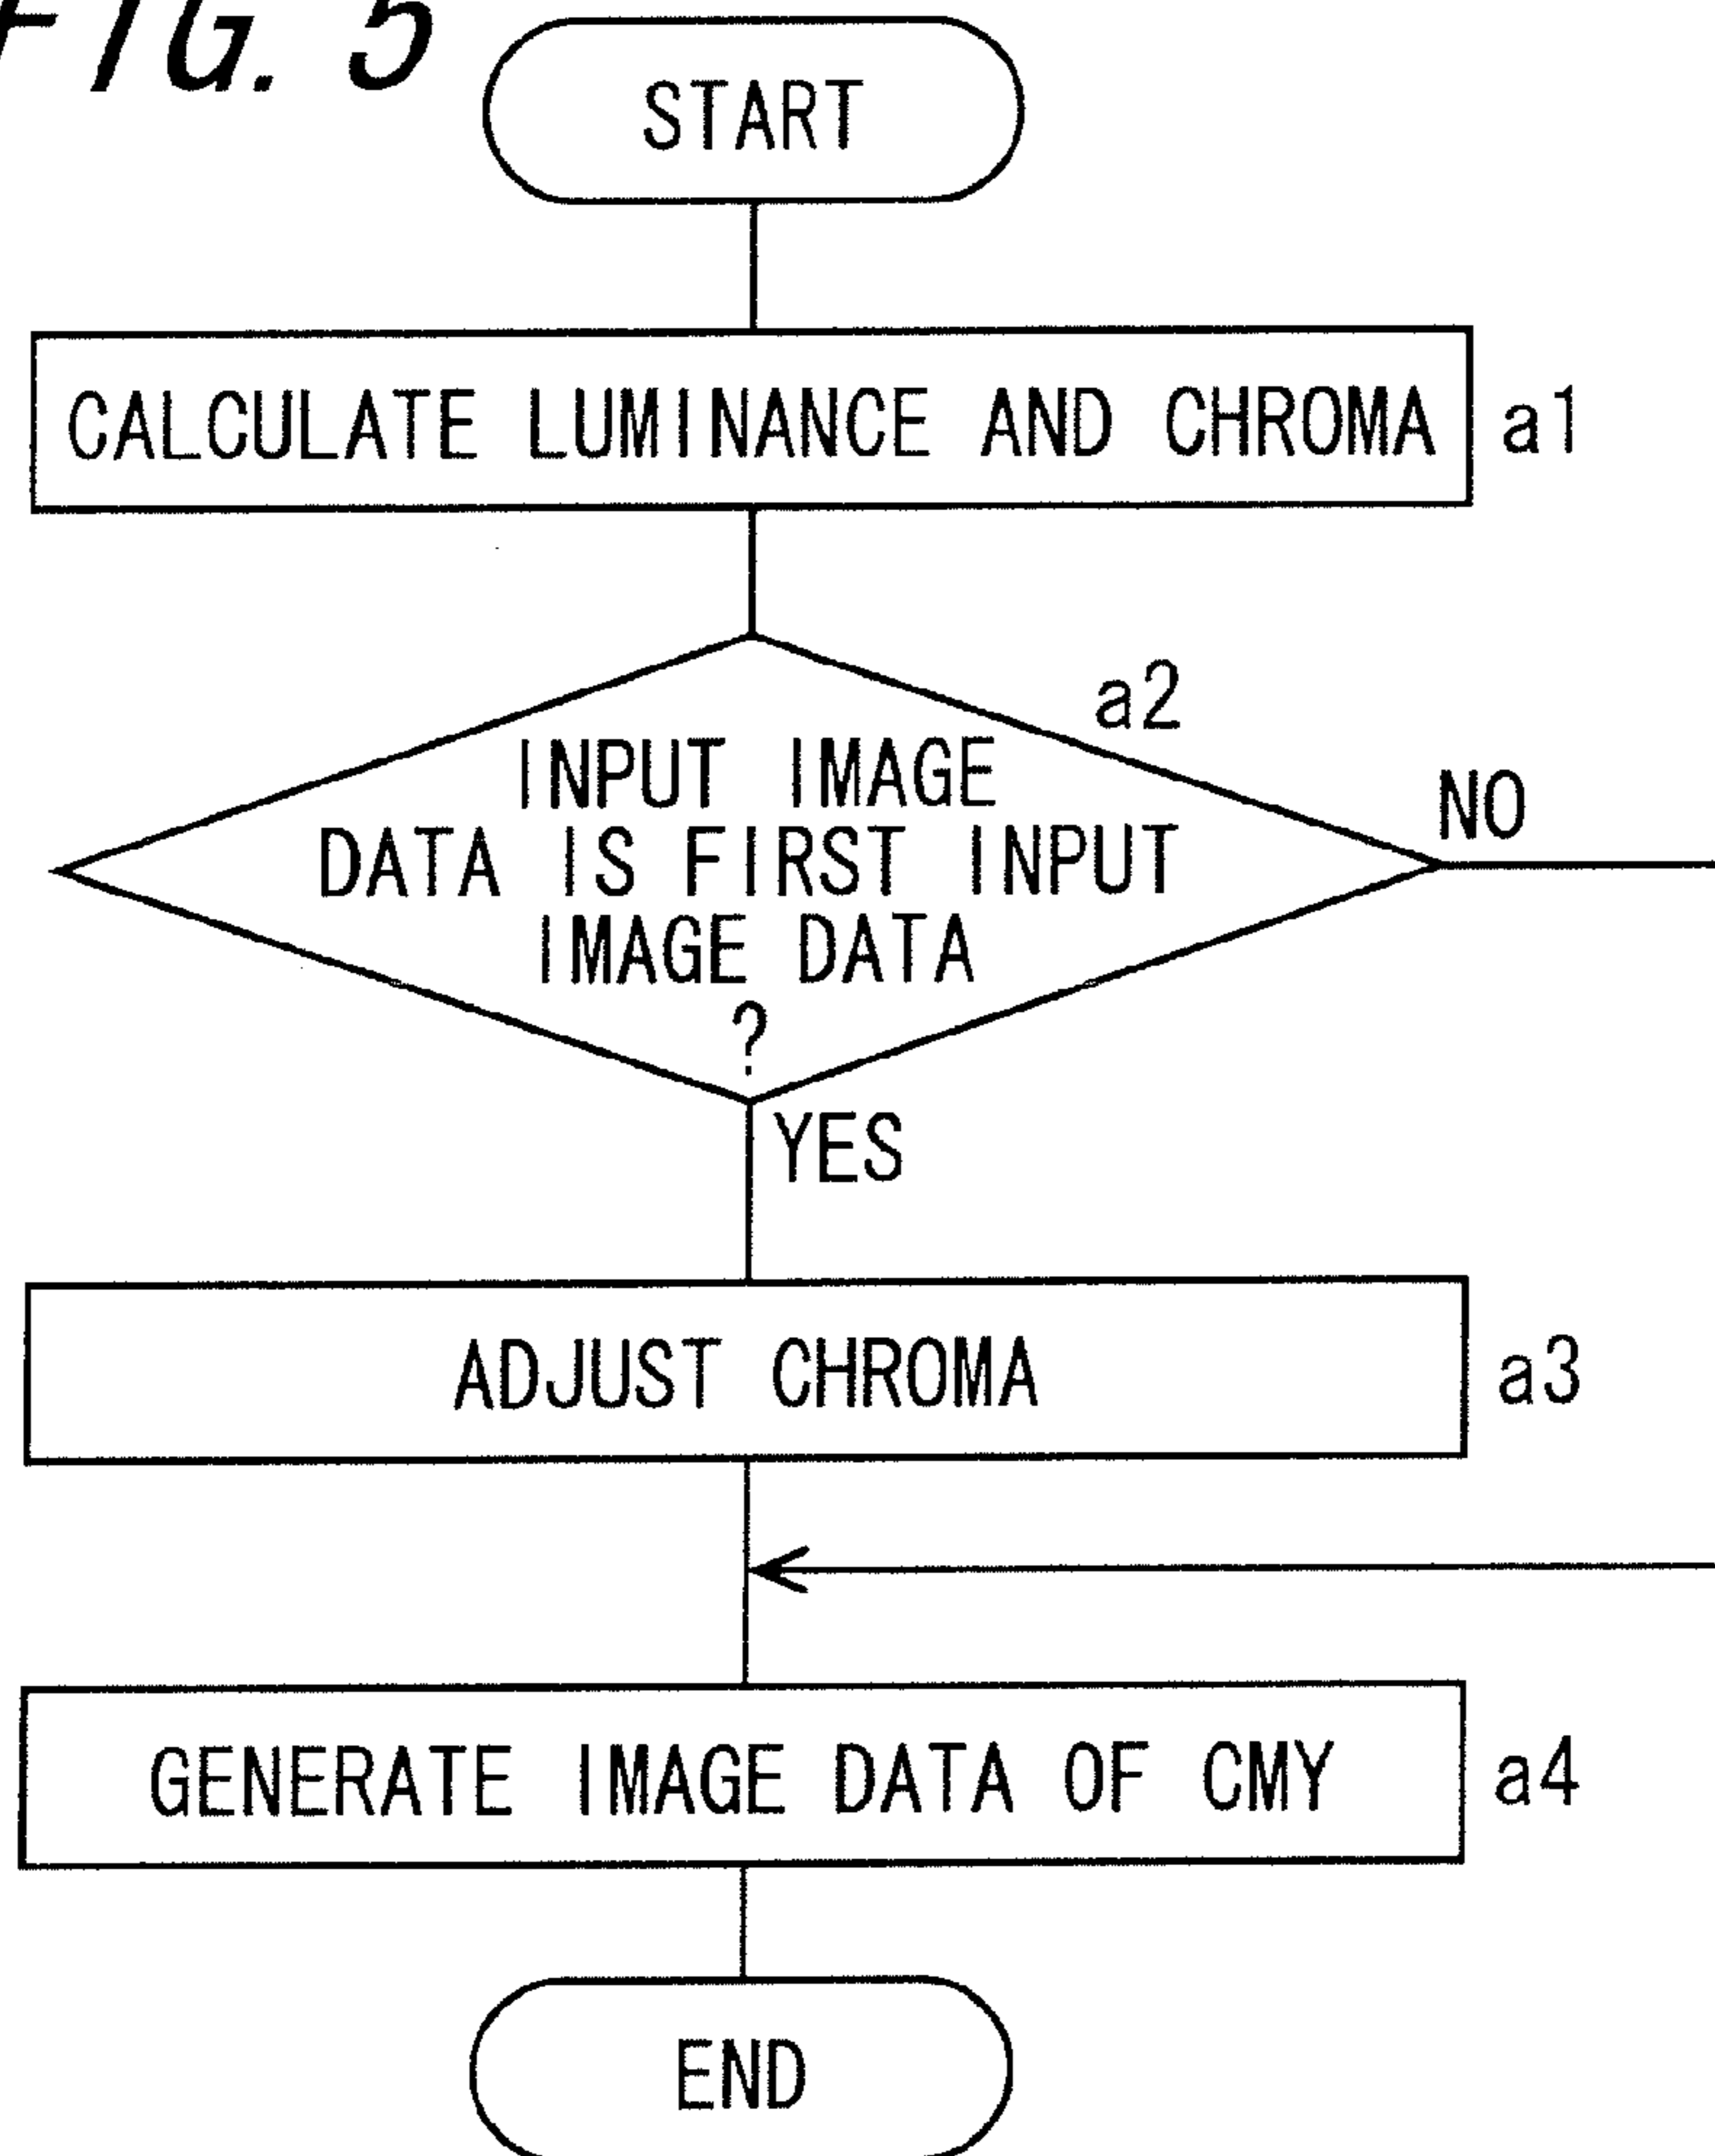 FIG. 5
START
CALCULATE LUMINANCE AND CHROMA
a1
a2
INPUT IMAGE
DATA IS FIRST INPUT
IMAGE DATA
?
NO
YES
ADJUST CHROMA
a3
GENERATE IMAGE DATA OF CMY
a4
END